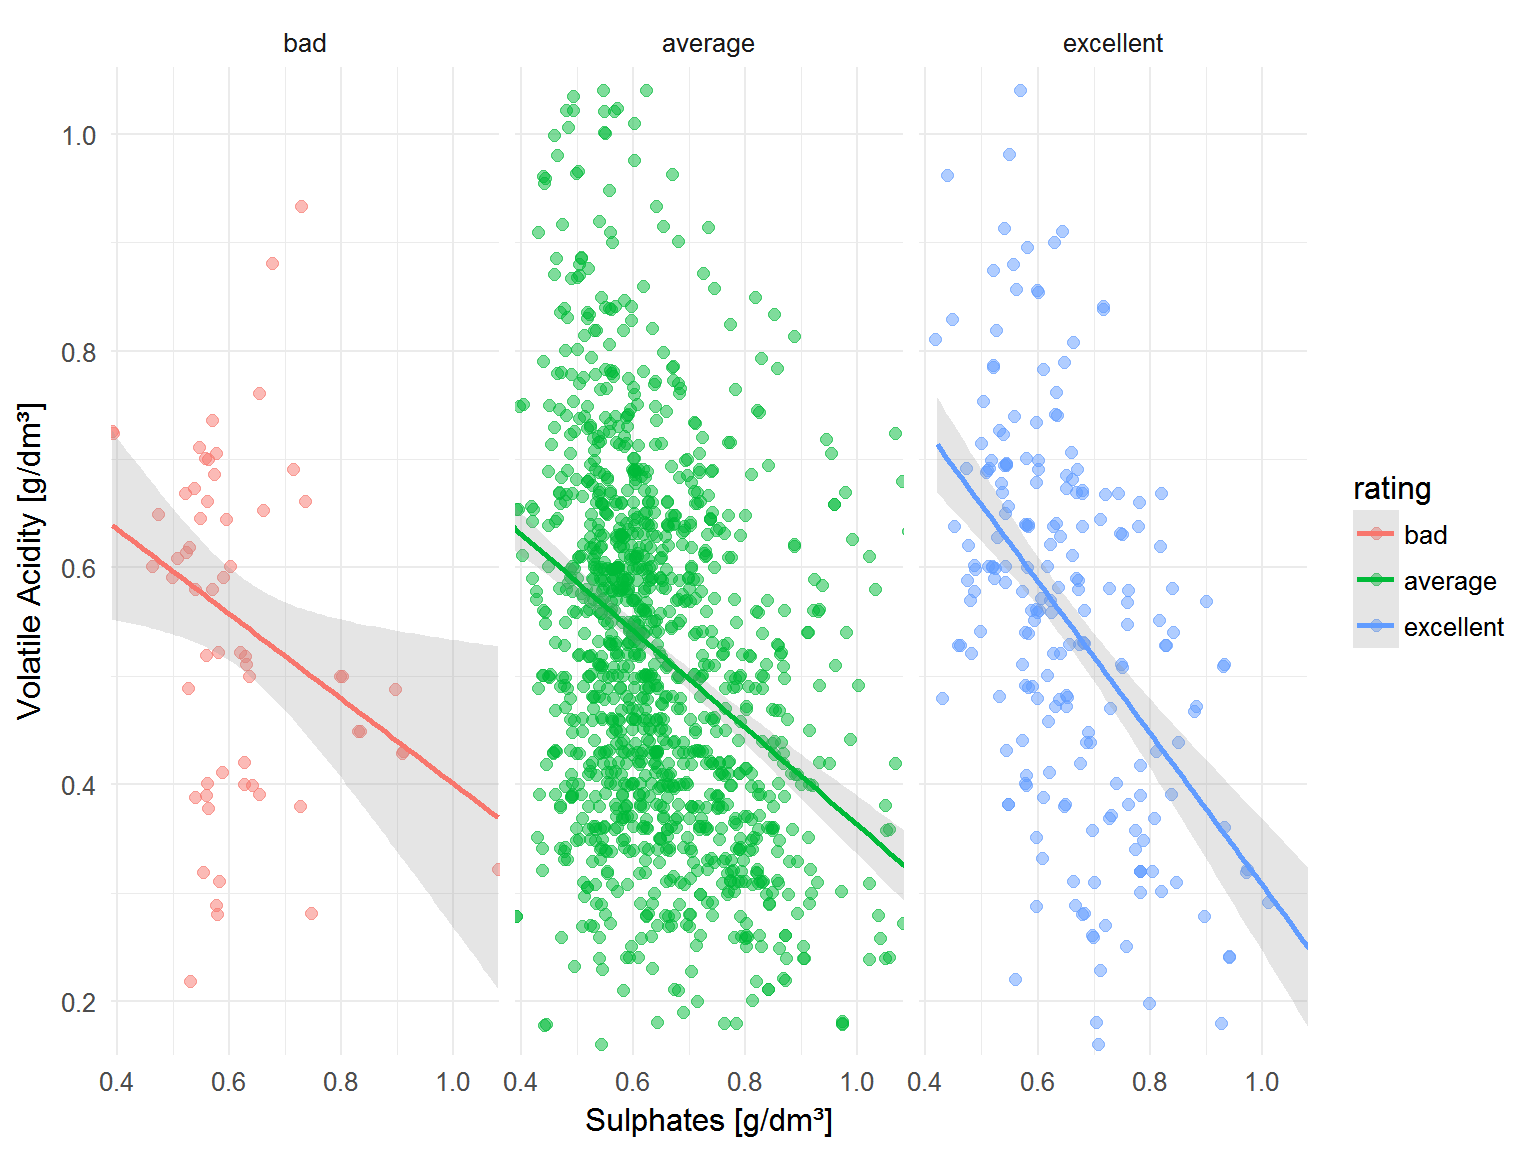 bad average excellent
Volatile Acidity [g/dm³]
1.0
0.8
0.6
0.4
0.2
0.4 0.6 0.8 1.0 0.4 0.6 0.8 1.0 0.4 0.6 0.8 1.0
Sulphates [g/dm³]
rating
bad
average
excellent